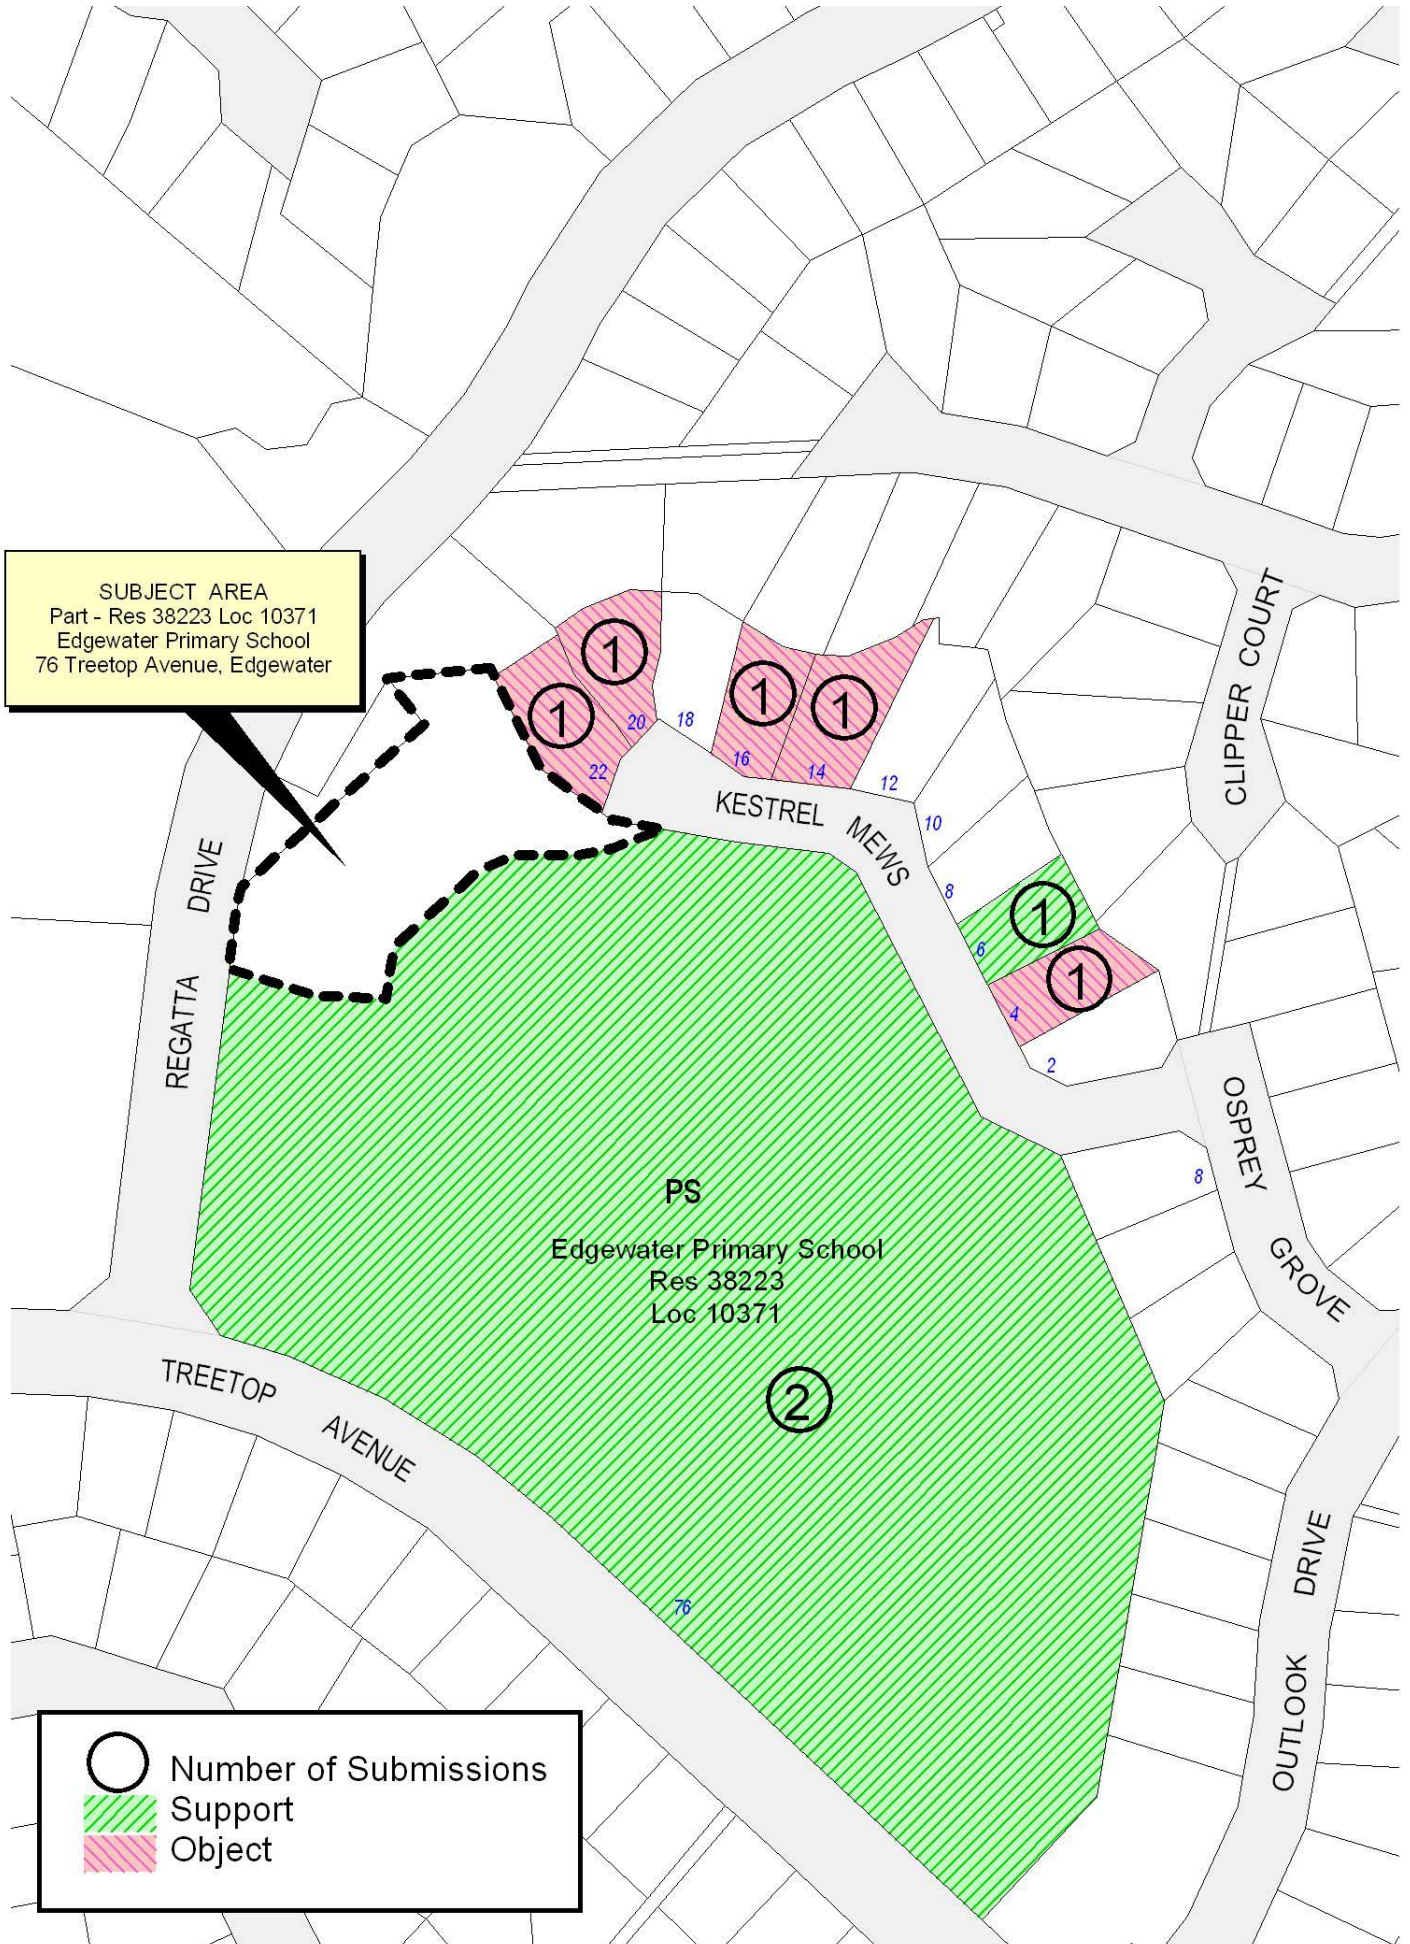 SUBJECT AREA
Part - Res 38223 Loc 10371
Edgewater Primary School
76 Treetop Avenue, Edgewater
CLIPPER COURT
1
1
1
1
20
18
22
16
14
12
KESTREL MEWS
10
8
1
6
1
4
2
REGATTA DRIVE
OSPREY GROVE
8
PS
Edgewater Primary School
Res 38223
Loc 10371
2
TREETOP AVENUE
76
OUTLOOK DRIVE
Number of Submissions
Support
Object